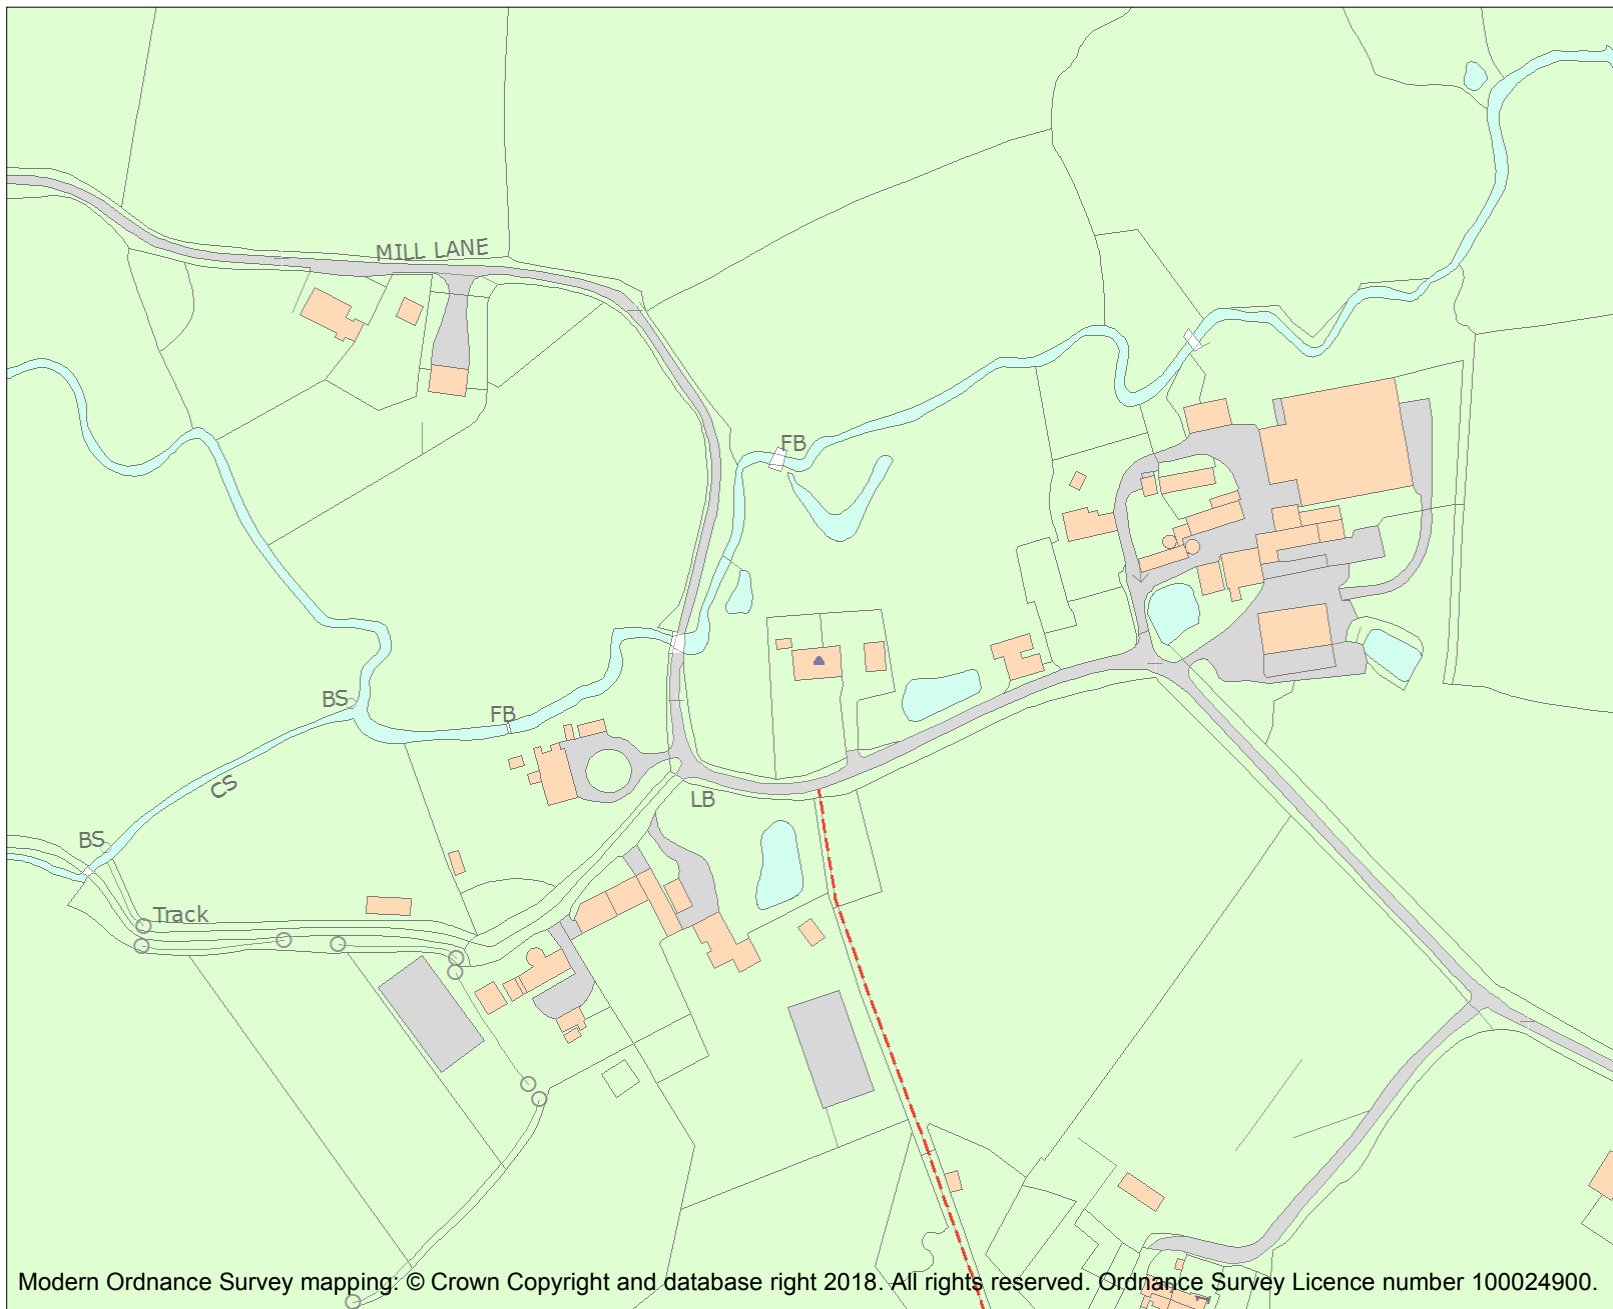 MILL LANE
FB
BS
FB
CS
LB
BS
Track
Modern Ordnance Survey mapping: © Crown Copyright and database right 2018. All rights reserved. Ordnance Survey Licence number 100024900.